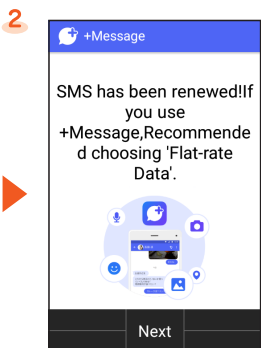 2
+Message
SMS has been renewed!If
you use
+Message,Recommende
d choosing 'Flat-rate
Data'.
Next